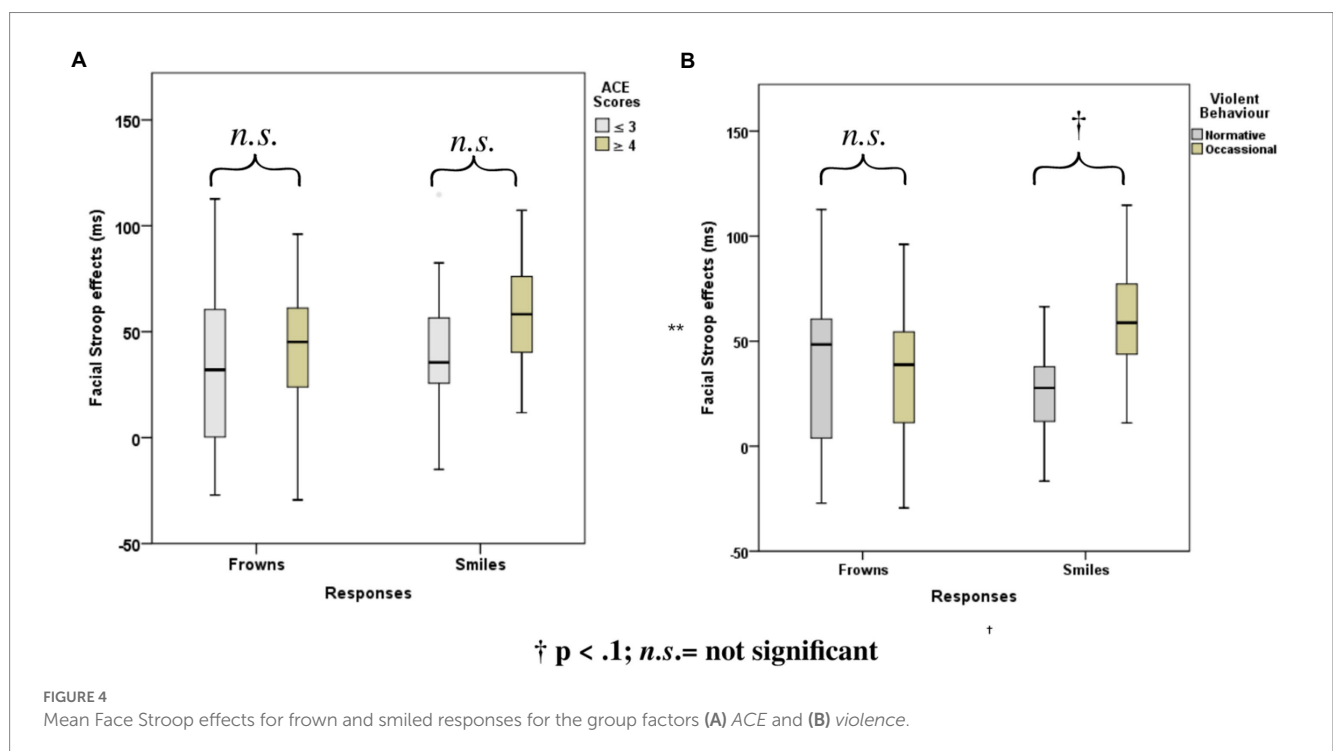 A
ACE
Scores
≤ 3
≥ 4
n.s.
n.s.
150
100
50
0
-50
Facial Stroop effects (ms)
Frowns
Smiles
Responses
**
B
Violent
Behaviour
Normative
Occassional
n.s.
†
150
100
50
0
-50
Facial Stroop effects (ms)
Frowns
Smiles
Responses
†
† p < .1; n.s.= not significant
FIGURE 4
Mean Face Stroop effects for frown and smiled responses for the group factors (A) ACE and (B) violence.